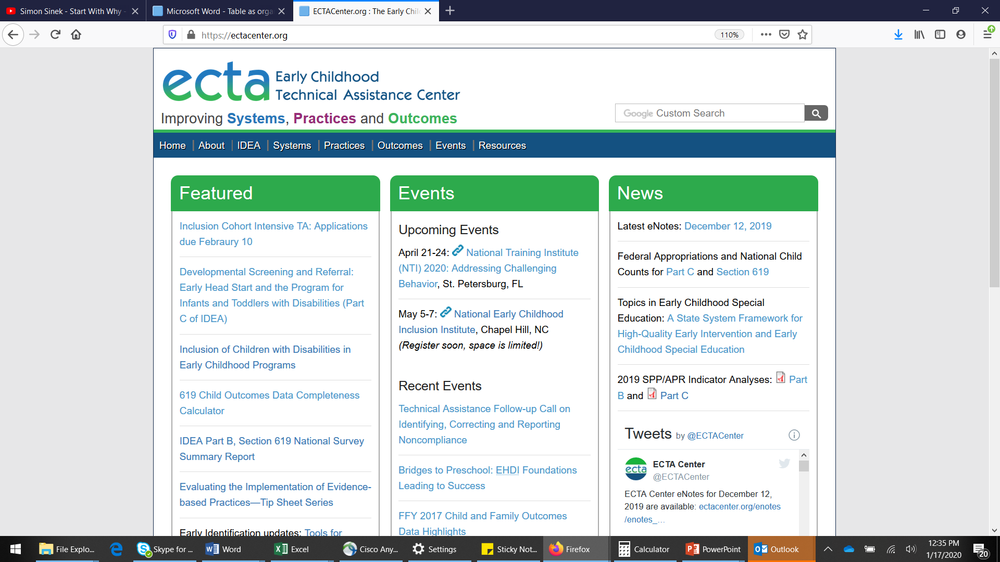 Simon Sinek - Start With Why -
Microsoft Word - Table as orga
ECTACenter.org : The Early Chil
https://ectacenter.org
110%
ecta Early Childhood
Technical Assistance Center
Improving Systems, Practices and Outcomes
Google Custom Search
Home
About
IDEA
Systems
Practices
Outcomes
Events
Resources
Featured
Inclusion Cohort Intensive TA: Applications
due Febraury 10
Developmental Screening and Referral:
Early Head Start and the Program for
Infants and Toddlers with Disabilities (Part
C of IDEA)
Inclusion of Children with Disabilities in
Early Childhood Programs
619 Child Outcomes Data Completeness
Calculator
IDEA Part B, Section 619 National Survey
Summary Report
Evaluating the Implementation of Evidence-
based Practices—Tip Sheet Series
Early Identification updates: Tools for
Events
Upcoming Events
April 21-24: National Training Institute
(NTI) 2020: Addressing Challenging
Behavior, St. Petersburg, FL
May 5-7: National Early Childhood
Inclusion Institute, Chapel Hill, NC
(Register soon, space is limited!)
Recent Events
Technical Assistance Follow-up Call on
Identifying, Correcting and Reporting
Noncompliance
Bridges to Preschool: EHDI Foundations
Leading to Success
FFY 2017 Child and Family Outcomes
Data Highlights
News
Latest eNotes: December 12, 2019
Federal Appropriations and National Child
Counts for Part C and Section 619
Topics in Early Childhood Special
Education: A State System Framework for
High-Quality Early Intervention and Early
Childhood Special Education
2019 SPP/APR Indicator Analyses: Part
B and Part C
Tweets by @ECTACenter
ecta
ECTA Center
@ECTACenter
ECTA Center eNotes for December 12,
2019 are available: ectacenter.org/enotes
/enotes_…
File Explo...
Skype for ...
Word
Excel
Cisco Any...
Settings
Sticky Not...
Firefox
Calculator
PowerPoint
Outlook
12:35 PM
1/17/2020
20